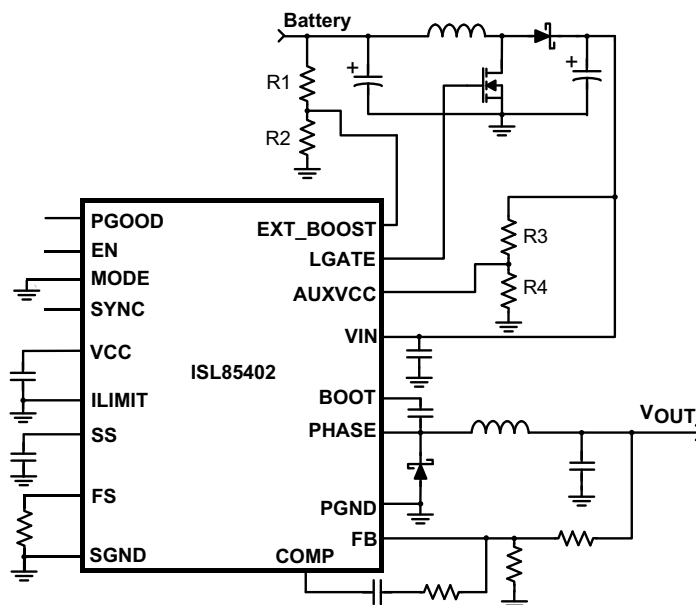 Battery
+
+
R1
R2
R3
R4
PGOOD
EN
MODE
SYNC
VCC
ILIMIT
SS
FS
SGND
ISL85402
EXT_BOOST
LGATE
AUXVCC
VIN
BOOT
PHASE
PGND
FB
COMP
VOUT